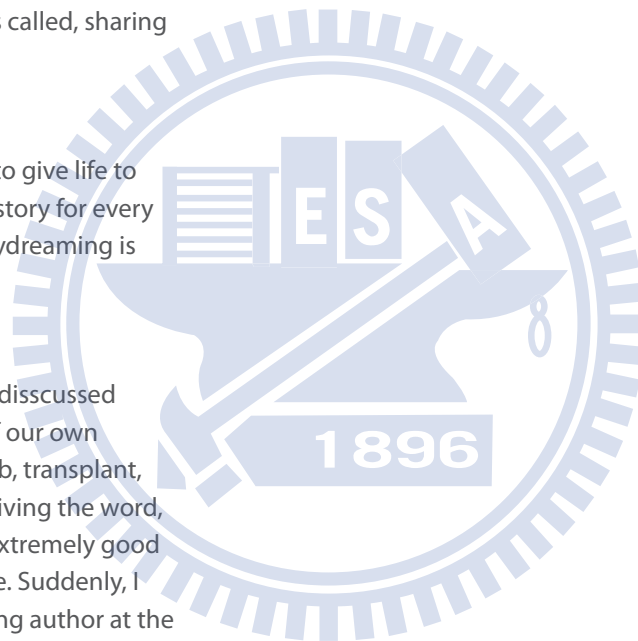 s called, sharing
to give life to
story for every
ydreaming is
E S A
disscussed
our own
b, transplant,
iving the word,
xtremely good
e. Suddenly, I
ng author at the
1896